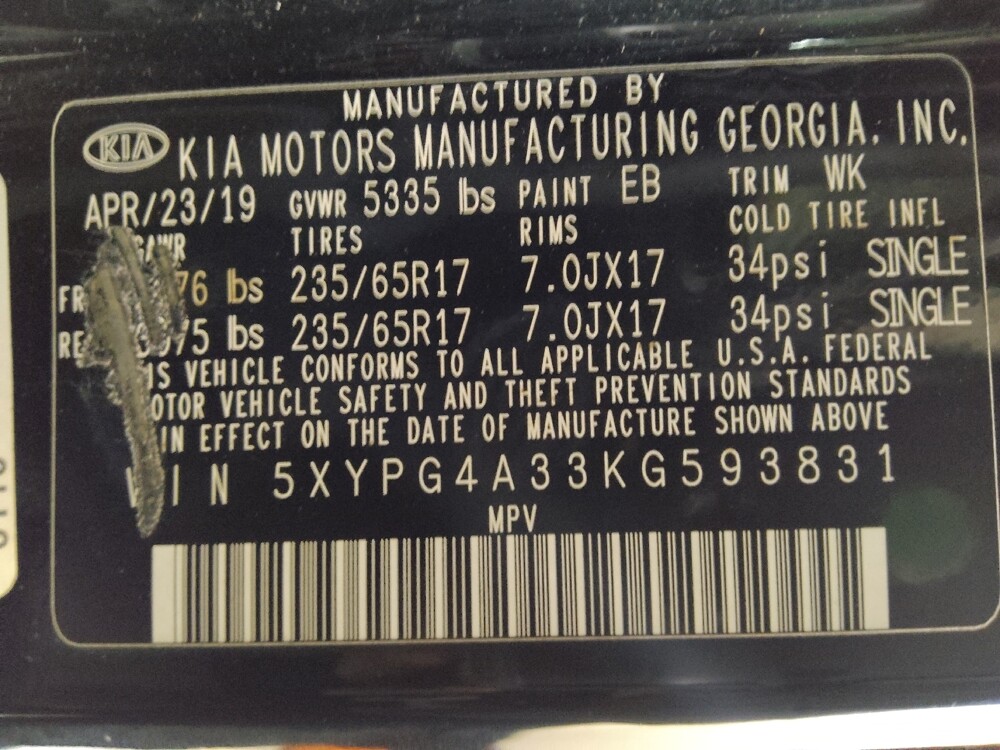 MANUFACTURED BY
KIA KIA MOTORS MANUFACTURING GEORGIA, INC.
APR/23/19 GVWR 5335 lbs PAINT EB TRIM WK
TIRES RIMS COLD TIRE INFL
lbs 235/65R17 7.0JX17 34psi SINGLE
lbs 235/65R17 7.0JX17 34psi SINGLE
VEHICLE CONFORMS TO ALL APPLICABLE U.S.A. FEDERAL
VEHICLE SAFETY AND THEFT PREVENTION STANDARDS
IN EFFECT ON THE DATE OF MANUFACTURE SHOWN ABOVE
VIN 5XYPG4A33KG593831
MPV